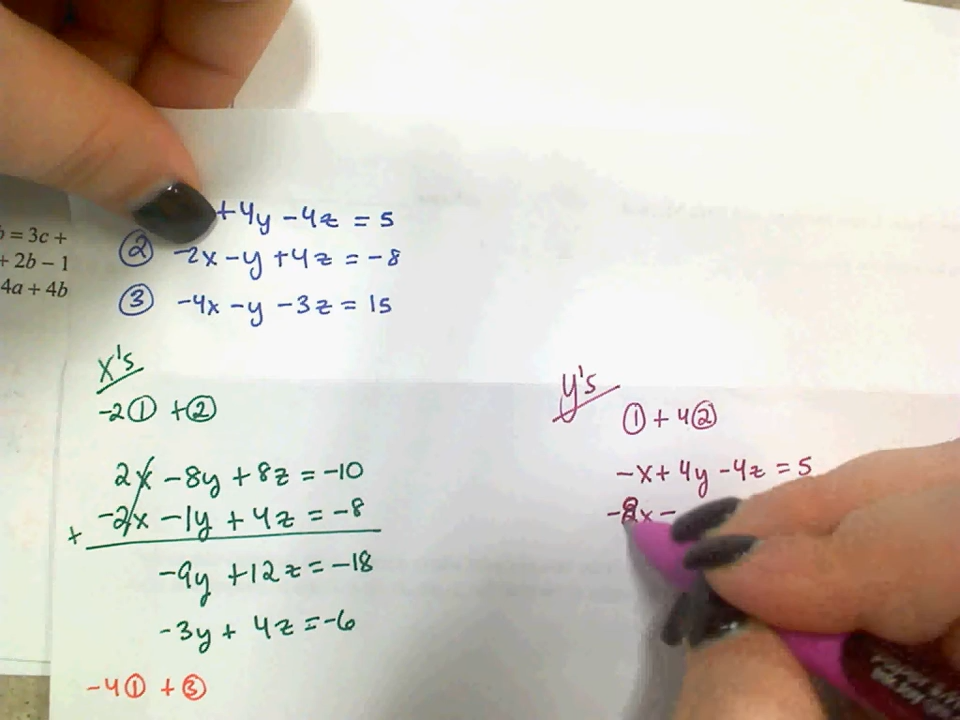 +4y -4z = 5
b = 3c +
② -2x - y + 4z = -8
+ 2b - 1
4a + 4b
③ -4x - y - 3z = 15
x's
-2① + ②
2x - 8y + 8z = -10
+ -2x - 1y + 4z = -8
-9y + 12z = -18
-3y + 4z = -6
-4① + ③
y's
① + 4②
-x + 4y - 4z = 5
-8x -